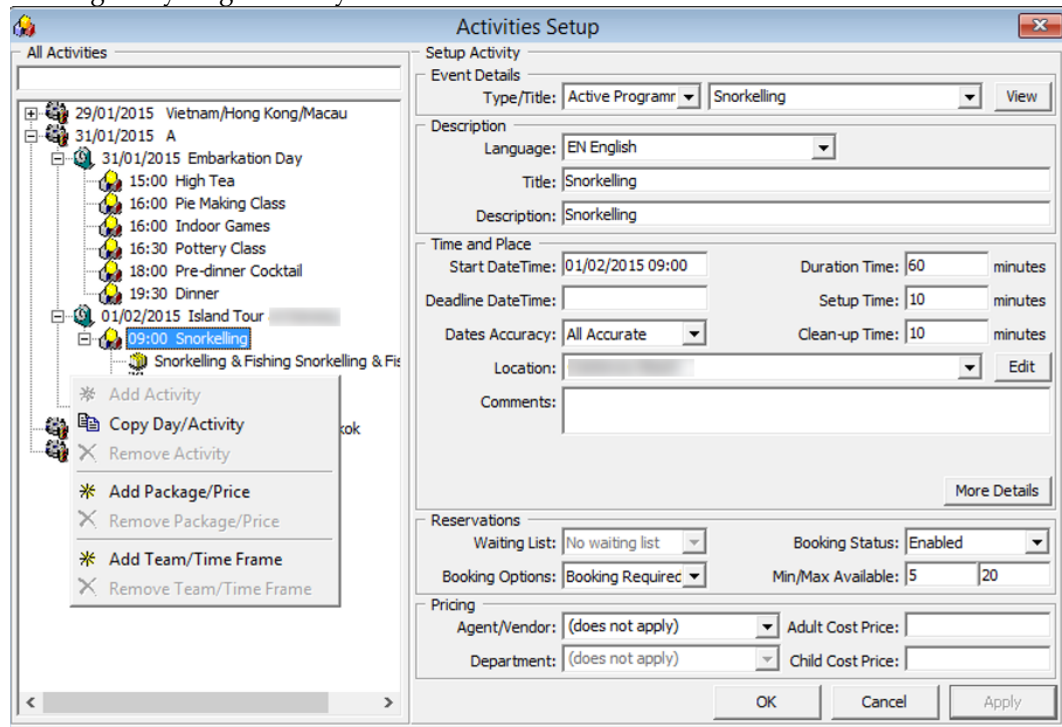 Activities Setup
All Activities
29/01/2015 Vietnam/Hong Kong/Macau
31/01/2015 A
31/01/2015 Embarkation Day
15:00 High Tea
16:00 Pie Making Class
16:00 Indoor Games
16:30 Pottery Class
18:00 Pre-dinner Cocktail
19:30 Dinner
01/02/2015 Island Tour
09:00 Snorkelling
Snorkelling & Fishing Snorkelling & Fis
kok
Add Activity
Copy Day/Activity
Remove Activity
Add Package/Price
Remove Package/Price
Add Team/Time Frame
Remove Team/Time Frame
Setup Activity
Event Details
Type/Title: Active Programr Snorkelling View
Description
Language: EN English
Title: Snorkelling
Description: Snorkelling
Time and Place
Start DateTime: 01/02/2015 09:00 Duration Time: 60 minutes
Deadline DateTime: Setup Time: 10 minutes
Dates Accuracy: All Accurate Clean-up Time: 10 minutes
Location: Edit
Comments:
More Details
Reservations
Waiting List: No waiting list Booking Status: Enabled
Booking Options: Booking Required Min/Max Available: 5 20
Pricing
Agent/Vendor: (does not apply) Adult Cost Price:
Department: (does not apply) Child Cost Price:
OK Cancel Apply